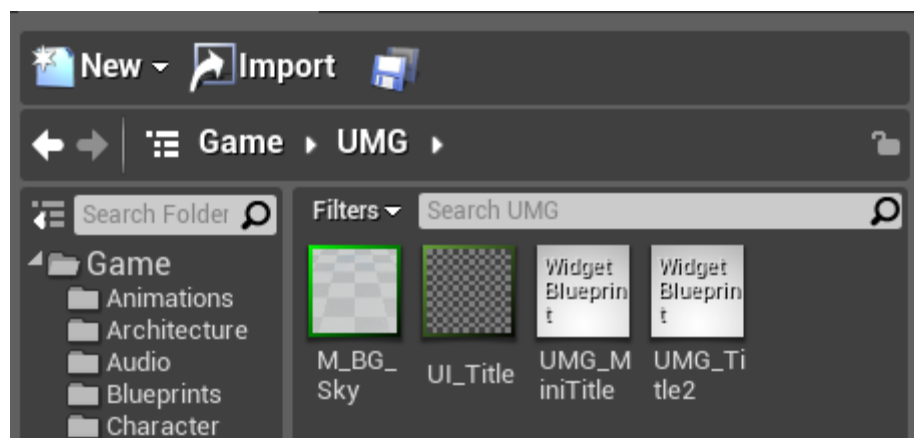 New Import
Game UMG
Search Folder
Filters Search UMG
Game
Animations
Architecture
Audio
Blueprints
Character
Widget
Blueprin
t
Widget
Blueprin
t
M_BG_
Sky
UI_Title
UMG_M
iniTitle
UMG_Ti
tle2